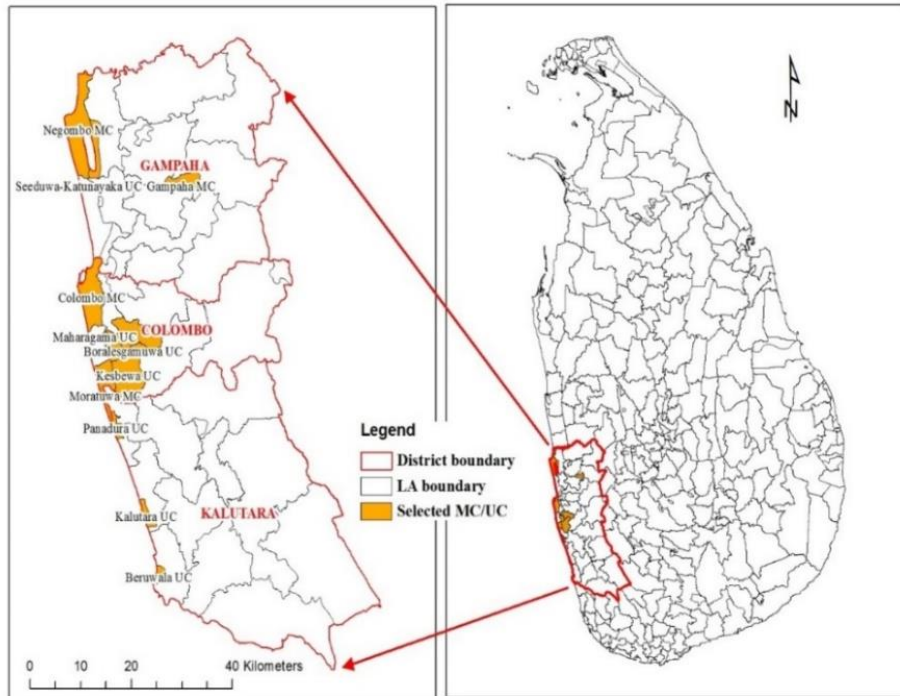 Negombo MC
GAMPAHA
Seeduwa-Katunayaka UC
Gampaha MC
Colombo MC
Maharagama UC
COLOMBO
Boralesgamuwa UC
Kesbewa UC
Moratuwa MC
Panadura UC
Kalutara UC
KALUTARA
Beruwala UC
0 10 20 40 Kilometers
Legend
District boundary
LA boundary
Selected MC/UC
N